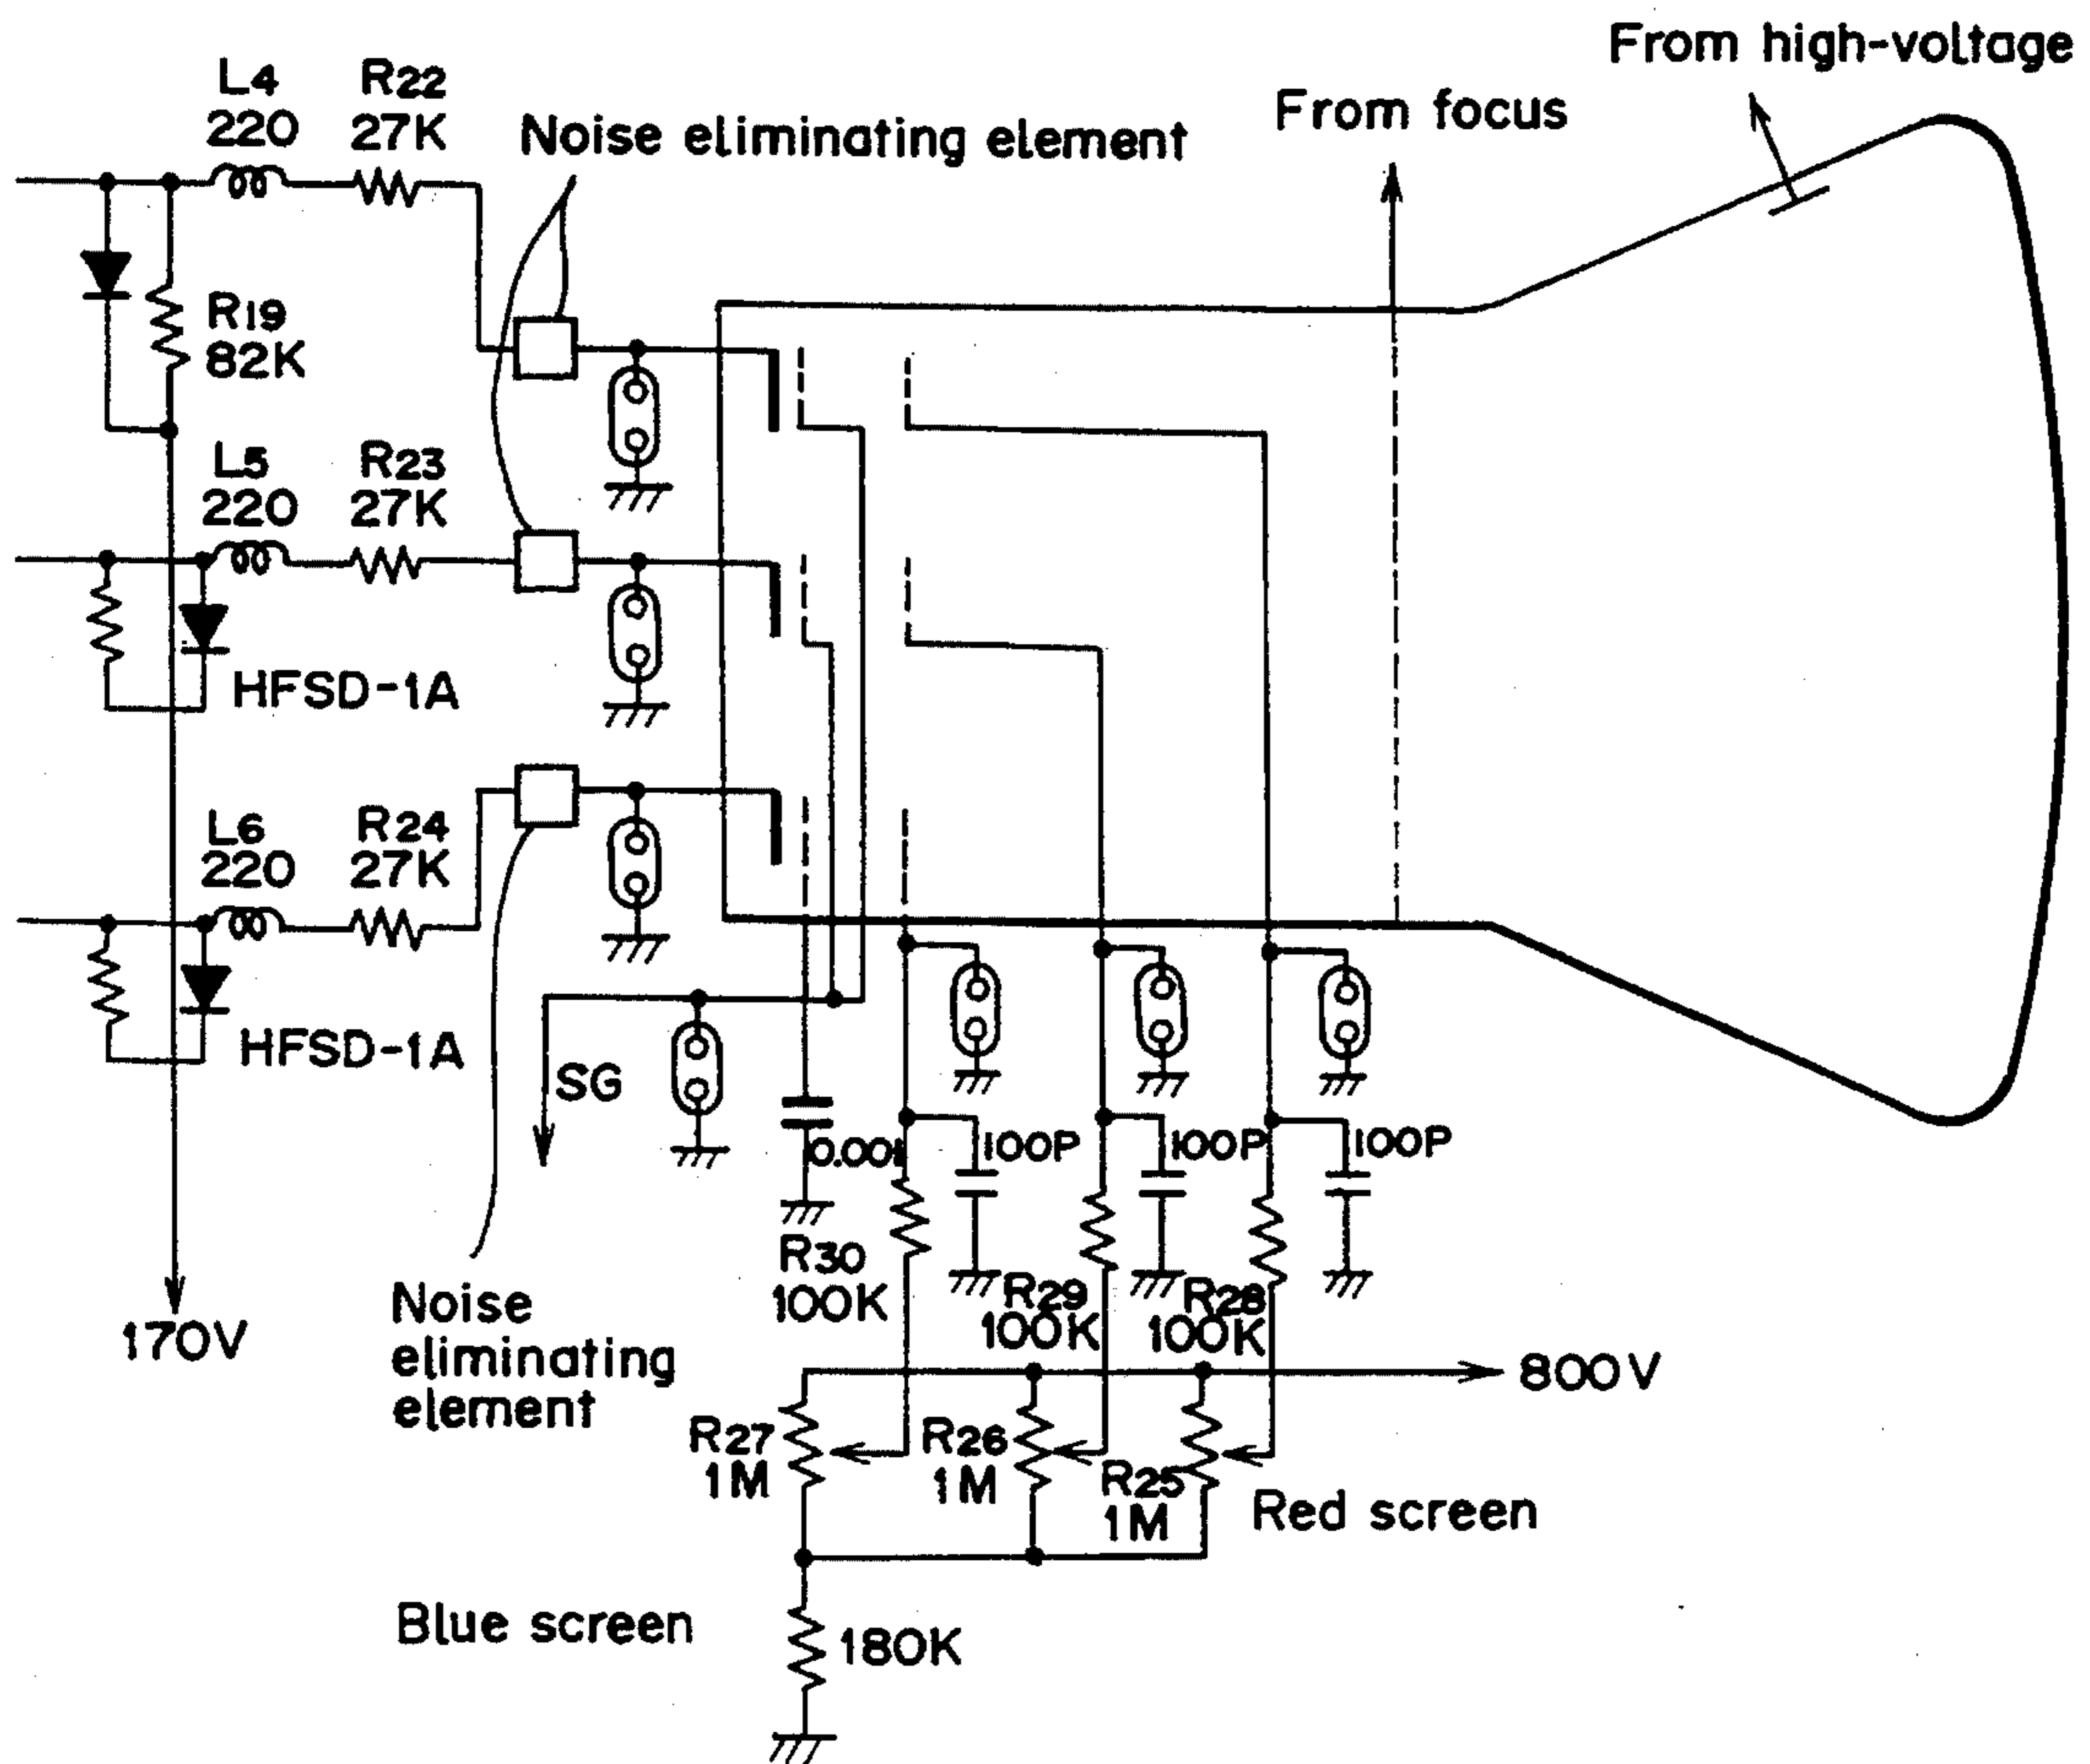 From high-voltage
From focus
L4
220
R22
27K
Noise eliminating element
R19
82K
L5
220
R23
27K
HFSD-1A
L6
220
R24
27K
HFSD-1A
SG
0.001
100P
100P
100P
R30
100K
R29
100K
R28
100K
170V
Noise
eliminating
element
800V
R27
1M
R26
1M
R25
1M
Red screen
Blue screen
180K